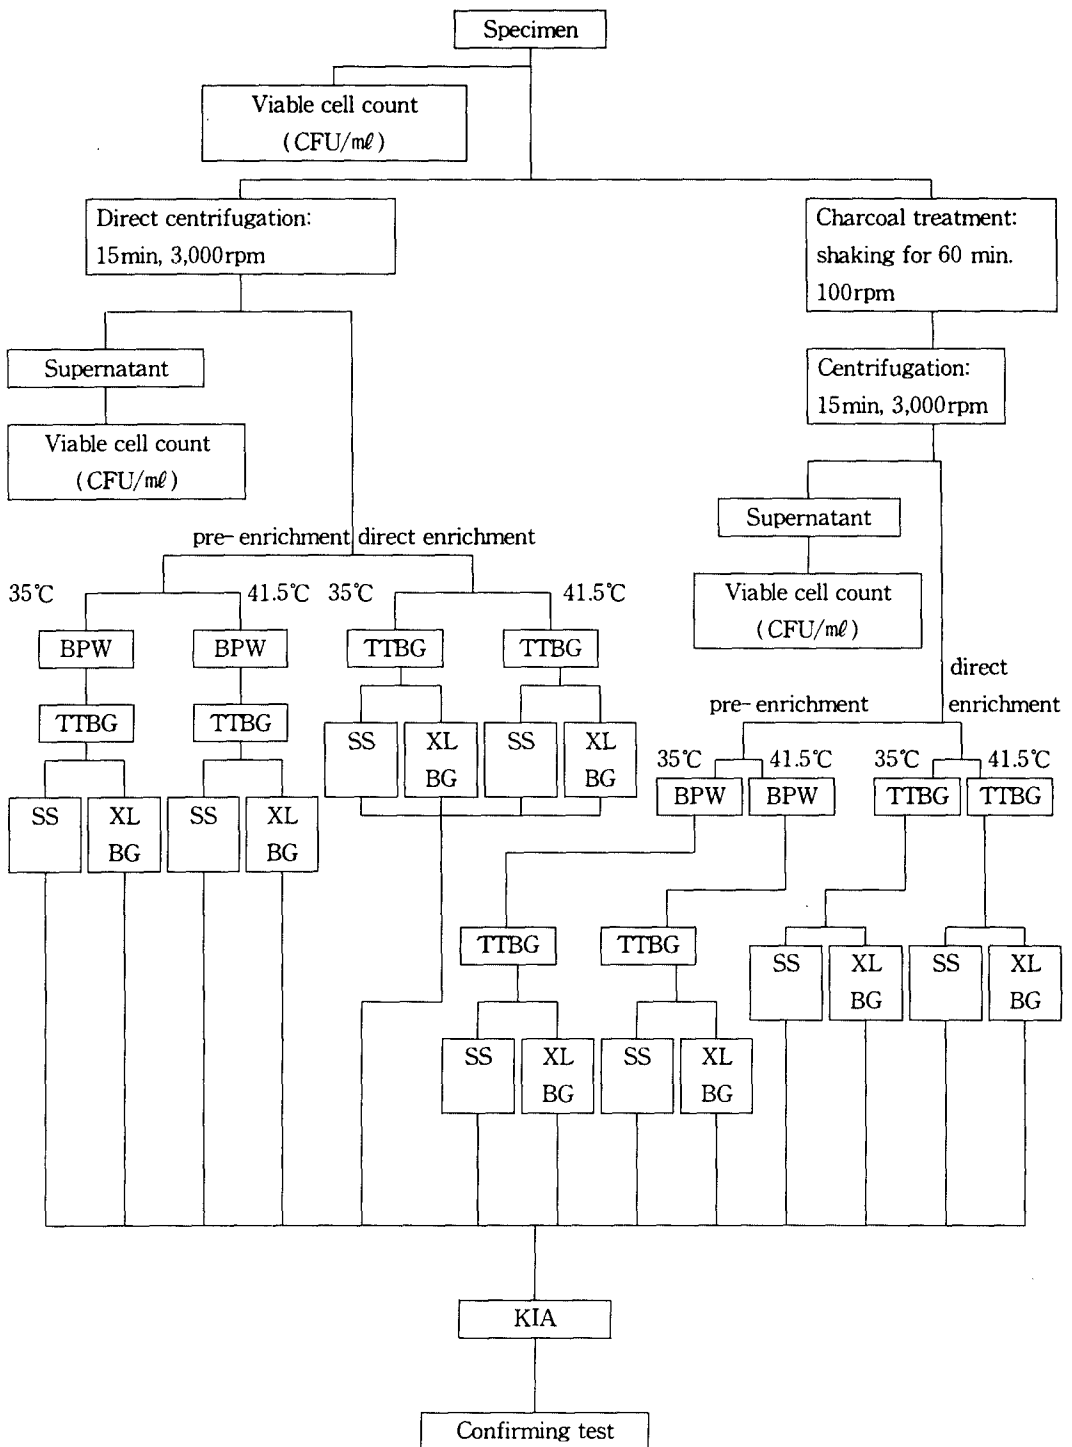 Specimen
Viable cell count
(CFU/㎖)
Direct centrifugation:
15min, 3,000rpm
Charcoal treatment:
shaking for 60 min.
100rpm
Supernatant
Centrifugation:
15min, 3,000rpm
Viable cell count
(CFU/㎖)
Supernatant
Viable cell count
(CFU/㎖)
pre-enrichment direct enrichment
35℃ 41.5℃ 35℃ 41.5℃
BPW BPW TTBG TTBG
TTBG TTBG
SS XL SS XL
BG BG
SS XL SS XL
BG BG
direct
pre-enrichment enrichment
35℃ 41.5℃ 35℃ 41.5℃
BPW BPW TTBG TTBG
TTBG TTBG
SS XL SS XL
BG BG
SS XL SS XL
BG BG
KIA
Confirming test